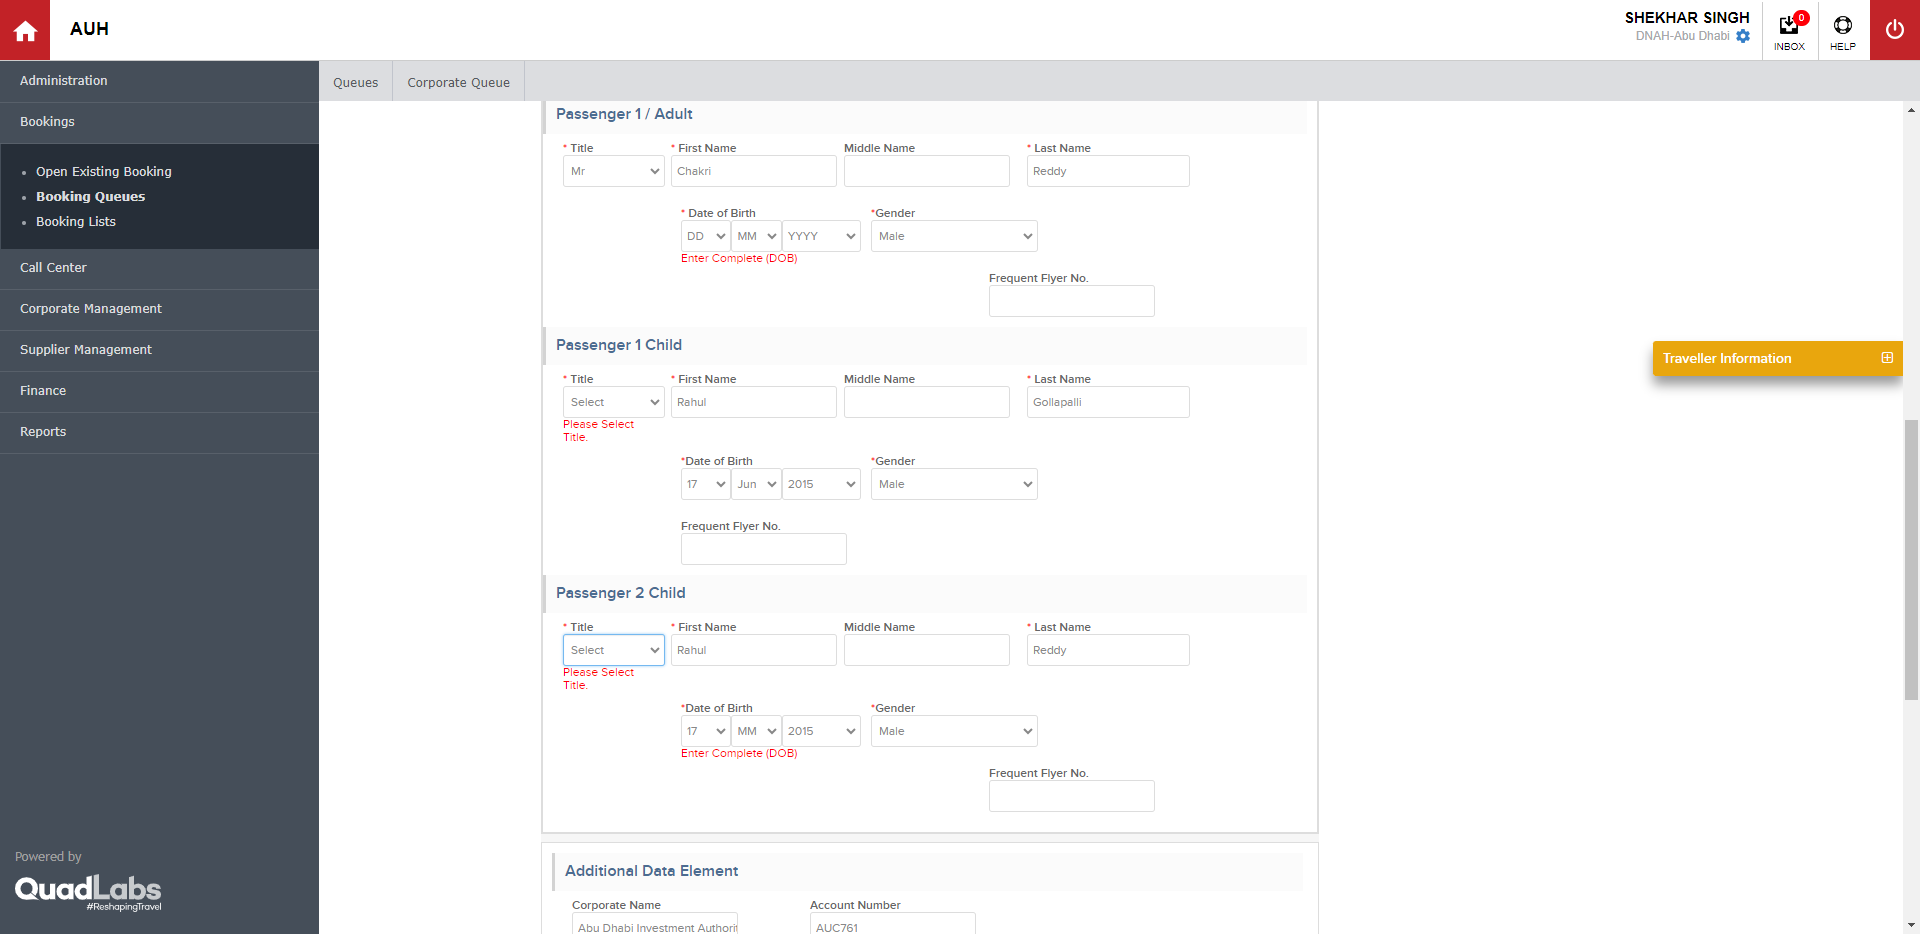 AUH
SHEKHAR SINGH
DNAH-Abu Dhabi
0
INBOX
HELP
Administration
Bookings
Open Existing Booking
Booking Queues
Booking Lists
Call Center
Corporate Management
Supplier Management
Finance
Reports
Powered by
QuadLabs
#ReshapingTravel
Queues
Corporate Queue
Passenger 1 / Adult
* Title * First Name Middle Name * Last Name
Mr Chakri Reddy
* Date of Birth *Gender
DD MM YYYY Male
Enter Complete (DOB)
Frequent Flyer No.
Passenger 1 Child
* Title * First Name Middle Name * Last Name
Select Rahul Gollapalli
Please Select
Title.
*Date of Birth *Gender
17 Jun 2015 Male
Frequent Flyer No.
Passenger 2 Child
* Title * First Name Middle Name * Last Name
Select Rahul Reddy
Please Select
Title.
*Date of Birth *Gender
17 MM 2015 Male
Enter Complete (DOB)
Frequent Flyer No.
Additional Data Element
Corporate Name Account Number
Abu Dhabi Investment Authorit AUC761
Traveller Information